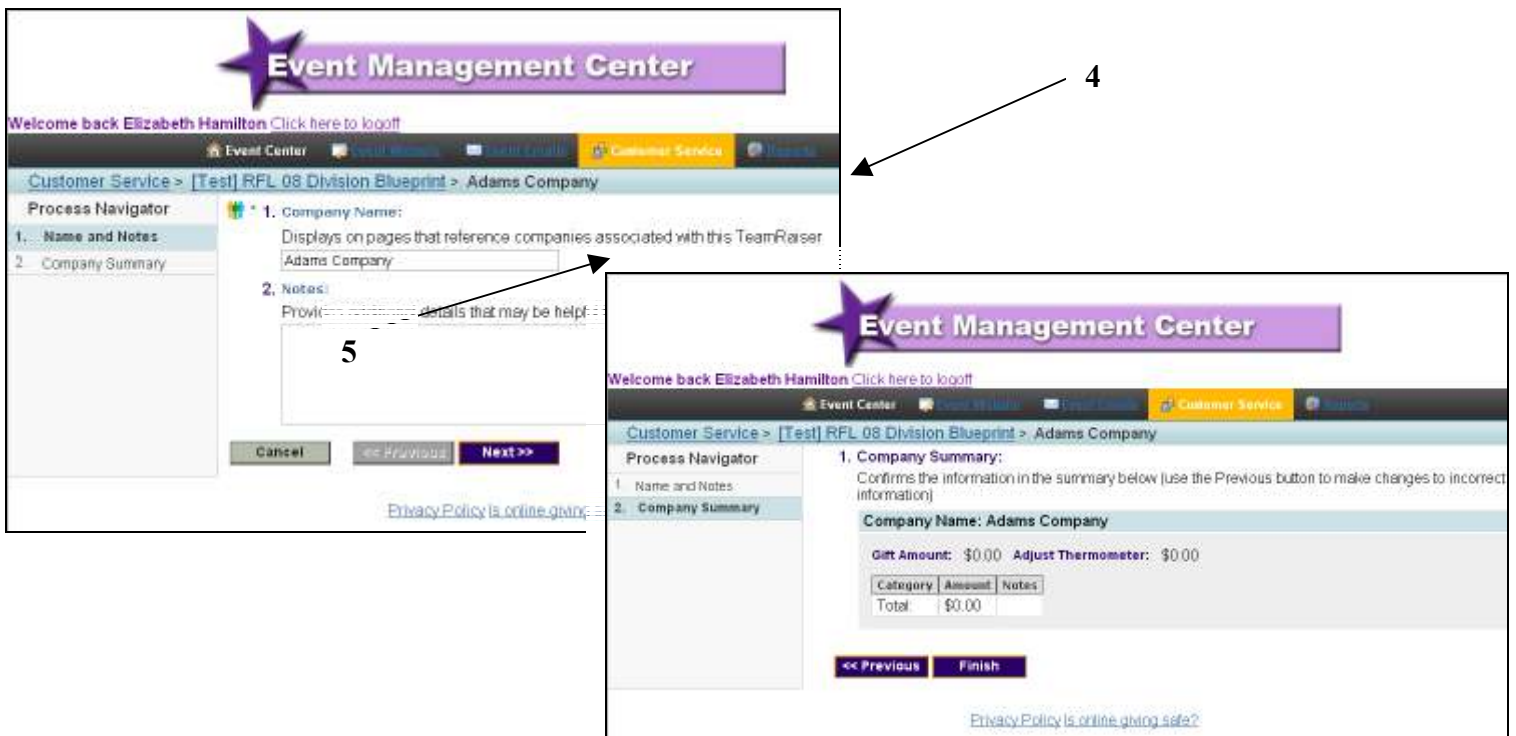 Event Management Center
4
Welcome back Elizabeth Hamilton Click here to logoff
Event Center Customer Service
Customer Service > [Test] RFL 08 Division Blueprint > Adams Company
Process Navigator
1. Name and Notes
2 Company Summary
* 1. Company Name:
Displays on pages that reference companies associated with this TeamRaiser
Adams Company
2. Notes:
details that may be helpf
5
Cancel << Previous Next >>
Privacy Policy Is online giving
Event Management Center
Welcome back Elizabeth Hamilton Click here to logoff
Event Center Customer Service
Customer Service > [Test] RFL 08 Division Blueprint > Adams Company
Process Navigator
1 Name and Notes
2. Company Summary
1. Company Summary:
Confirms the information in the summary below (use the Previous button to make changes to incorrect
information)
Company Name: Adams Company
Gift Amount: $0.00 Adjust Thermometer: $0.00
Category Amount Notes
Total: $0.00
<< Previous Finish
Privacy Policy Is online giving safe?